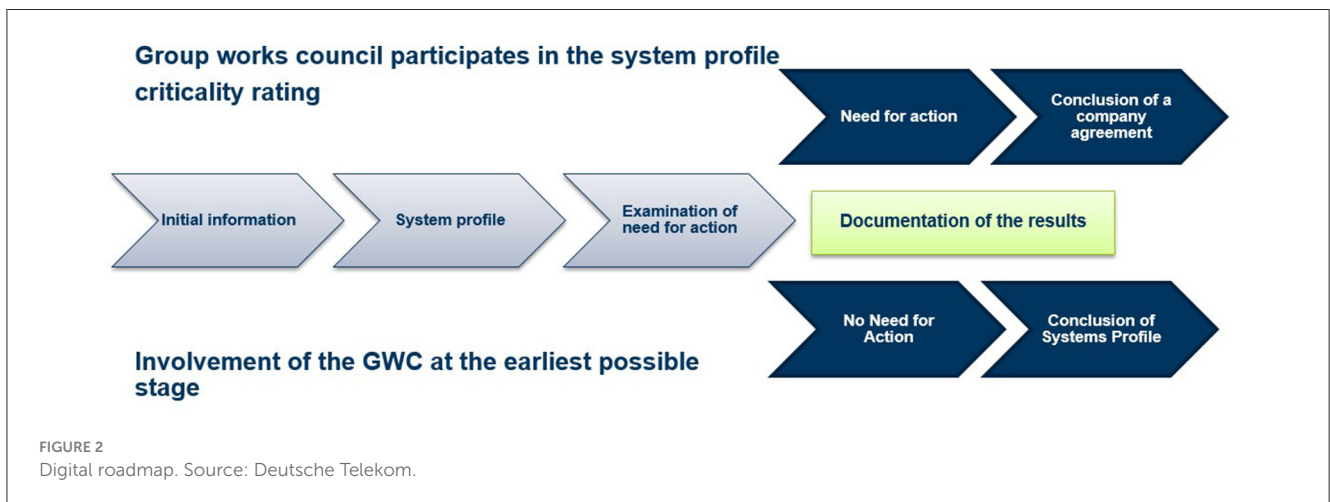 Group works council participates in the system profile
criticality rating
Need for action
Conclusion of a
company
agreement
Initial information
System profile
Examination of
need for action
Documentation of the results
No Need for
Action
Conclusion of
Systems Profile
Involvement of the GWC at the earliest possible
stage
FIGURE 2
Digital roadmap. Source: Deutsche Telekom.